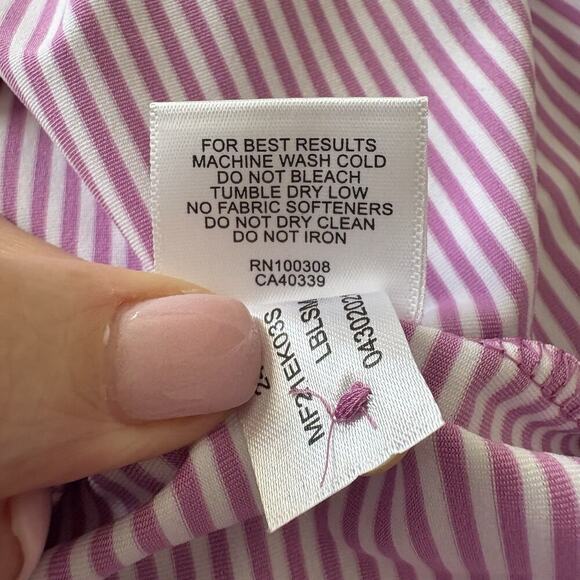 FOR BEST RESULTS
MACHINE WASH COLD
DO NOT BLEACH
TUMBLE DRY LOW
NO FABRIC SOFTENERS
DO NOT DRY CLEAN
DO NOT IRON
RN100308
CA40339
LBLSM
0430202